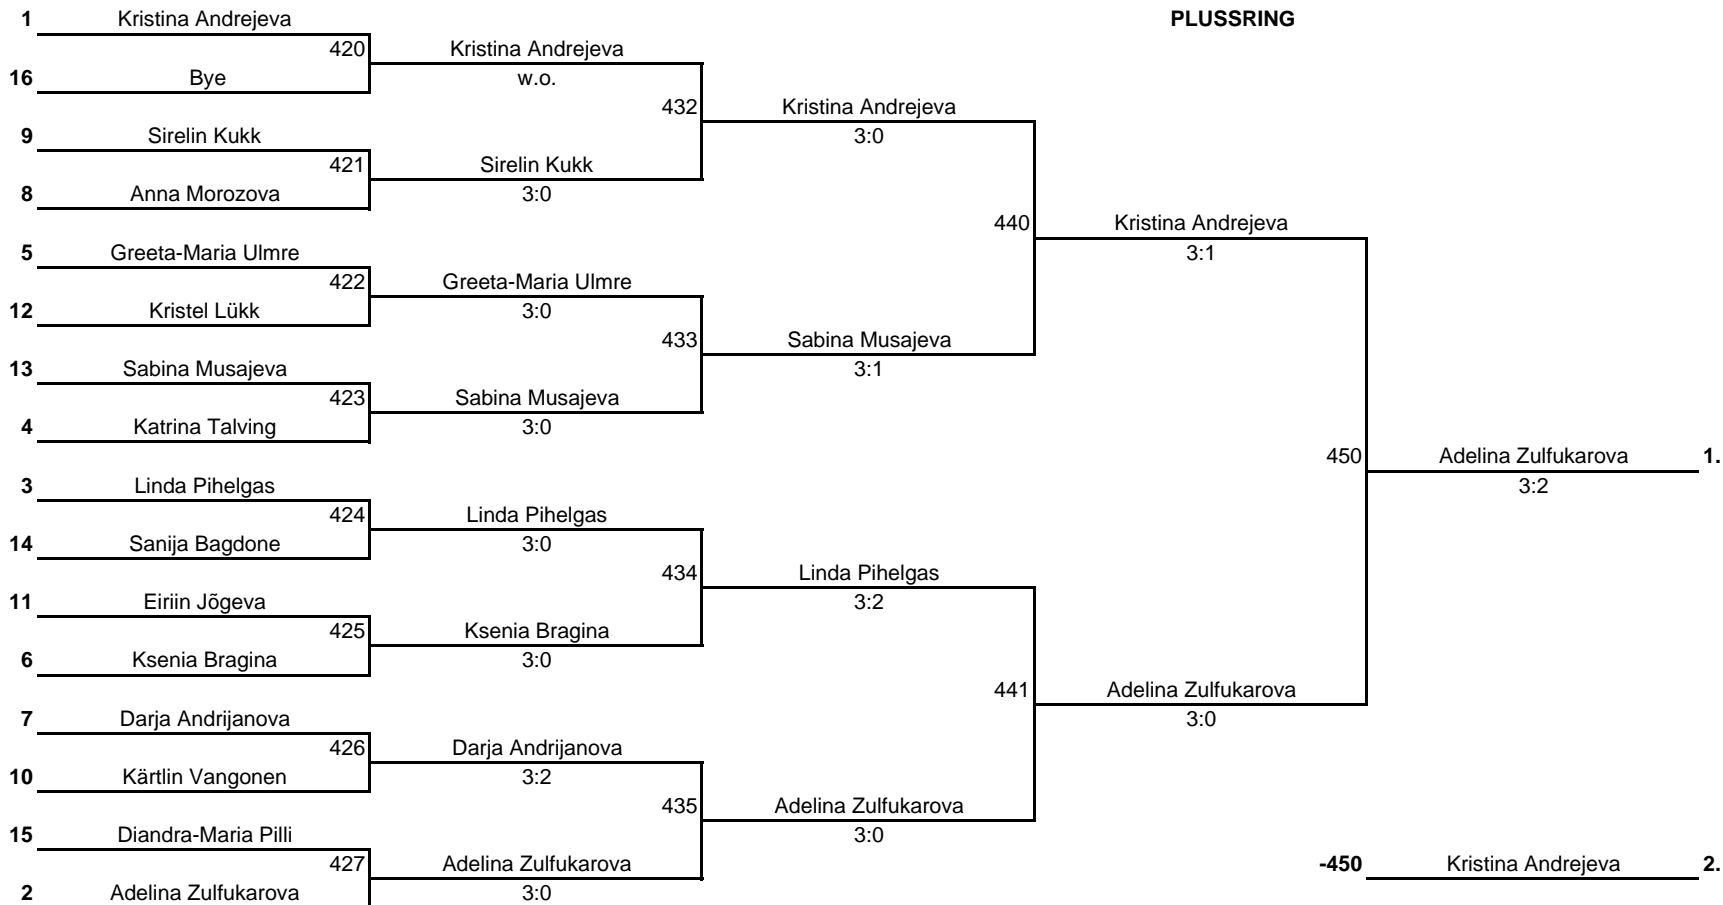 1 Kristina Andrejeva PLUSSRING
420 Kristina Andrejeva
16 Bye w.o.
432 Kristina Andrejeva
9 Sirelin Kukk 3:0
421 Sirelin Kukk
8 Anna Morozova 3:0
440 Kristina Andrejeva
5 Greeta-Maria Ulmre 3:1
422 Greeta-Maria Ulmre
12 Kristel Lükk 3:0
433 Sabina Musajeva
13 Sabina Musajeva 3:1
423 Sabina Musajeva
4 Katrina Talving 3:0
450 Adelina Zulfukarova 1.
3 Linda Pihelgas 3:2
424 Linda Pihelgas
14 Sanija Bagdone 3:0
434 Linda Pihelgas
11 Eiriin Jõgeva 3:2
425 Ksenia Bragina
6 Ksenia Bragina 3:0
441 Adelina Zulfukarova
7 Darja Andrijanova 3:0
426 Darja Andrijanova
10 Kärtlin Vangonen 3:2
435 Adelina Zulfukarova
15 Diandra-Maria Pilli 3:0
427 Adelina Zulfukarova -450 Kristina Andrejeva 2.
2 Adelina Zulfukarova 3:0